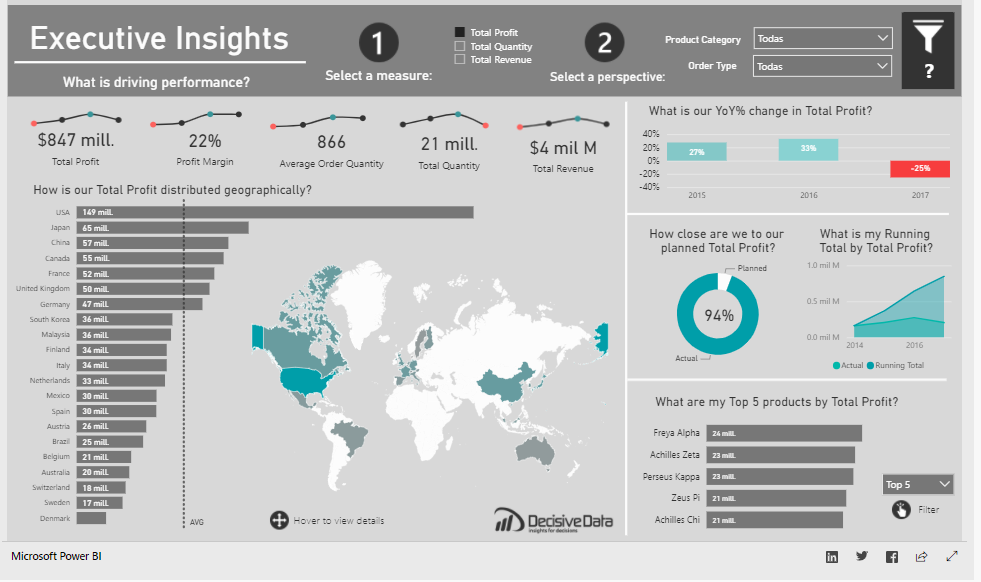 Executive Insights
What is driving performance?
1
Select a measure:
Total Profit
Total Quantity
Total Revenue
2
Select a perspective:
Product Category
Todas
Order Type
Todas
?
$847 mill.
Total Profit
22%
Profit Margin
866
Average Order Quantity
21 mill.
Total Quantity
$4 mil M
Total Revenue
How is our Total Profit distributed geographically?
USA 149 mill.
Japan 65 mill.
China 57 mill.
Canada 55 mill.
France 52 mill.
United Kingdom 50 mill.
Germany 47 mill.
South Korea 36 mill.
Malaysia 36 mill.
Finland 34 mill.
Italy 34 mill.
Netherlands 33 mill.
Mexico 30 mill.
Spain 30 mill.
Austria 26 mill.
Brazil 25 mill.
Belgium 21 mill.
Australia 20 mill.
Switzerland 18 mill.
Sweden 17 mill.
Denmark
AVG
Hover to view details
DecisiveData
insights for decisions
What is our YoY% change in Total Profit?
40%
20%
0%
-20%
-40%
27%
33%
-25%
2015 2016 2017
How close are we to our
planned Total Profit?
Planned
94%
Actual
What is my Running
Total by Total Profit?
1.0 mil M
0.5 mil M
0.0 mil M
2014 2016
Actual Running Total
What are my Top 5 products by Total Profit?
Freya Alpha 24 mill.
Achilles Zeta 23 mill.
Perseus Kappa 23 mill.
Zeus Pi 21 mill.
Achilles Chi 21 mill.
Top 5
Filter
Microsoft Power BI